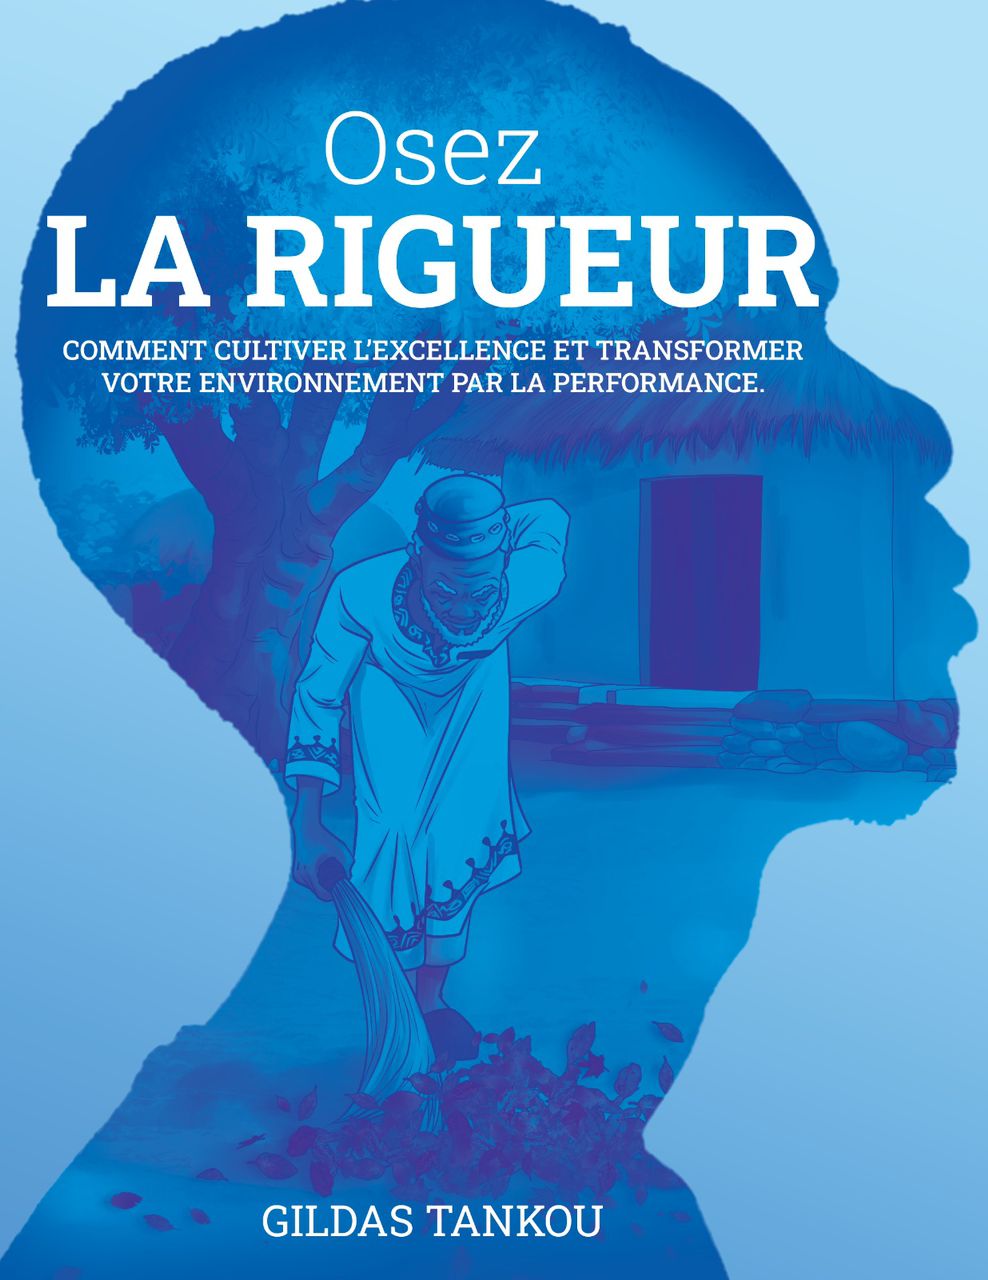 Osez
LA RIGUEUR
COMMENT CULTIVER L'EXCELLENCE ET TRANSFORMER
VOTRE ENVIRONNEMENT PAR LA PERFORMANCE.
GILDAS TANKOU